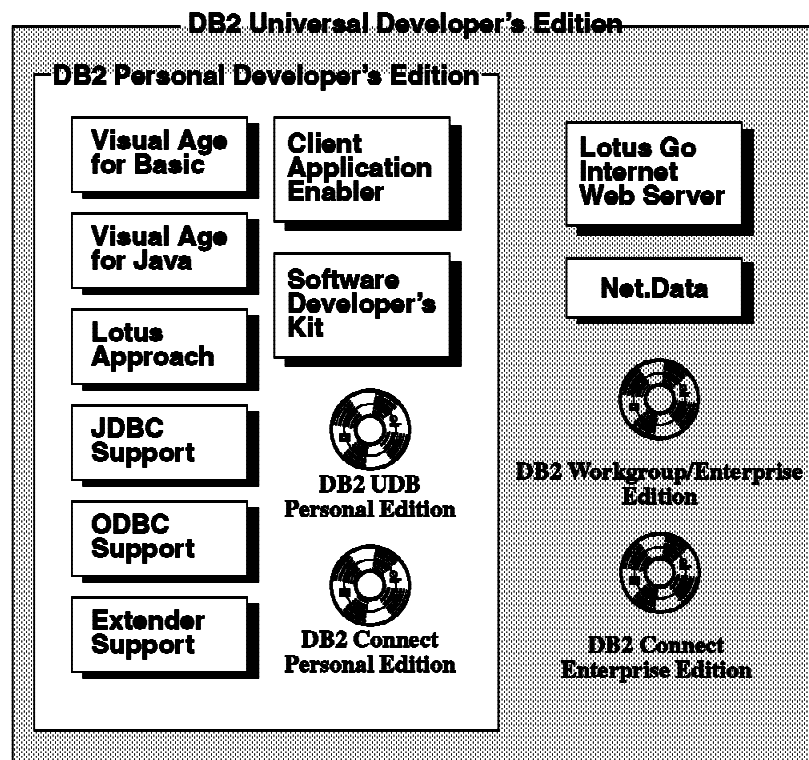 DB2 Universal Developer's Edition
DB2 Personal Developer's Edition
Visual Age
for Basic
Visual Age
for Java
Lotus
Approach
JDBC
Support
ODBC
Support
Extender
Support
Client
Application
Enabler
Software
Developer's
Kit
DB2 UDB
Personal Edition
DB2 Connect
Personal Edition
Lotus Go
Internet
Web Server
Net.Data
DB2 Workgroup/Enterprise
Edition
DB2 Connect
Enterprise Edition